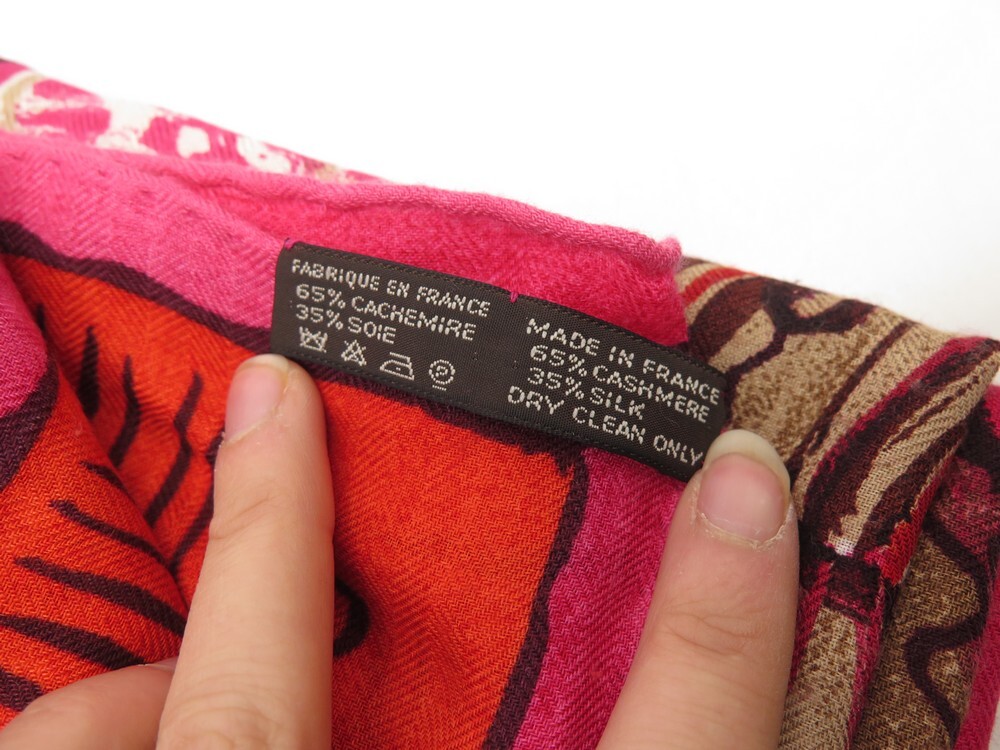 FABRIQUE EN FRANCE
65% CACHEMIRE
35% SOIE
P
MADE IN FRANCE
65% CASHMERE
35% SILK
DRY CLEAN ONLY